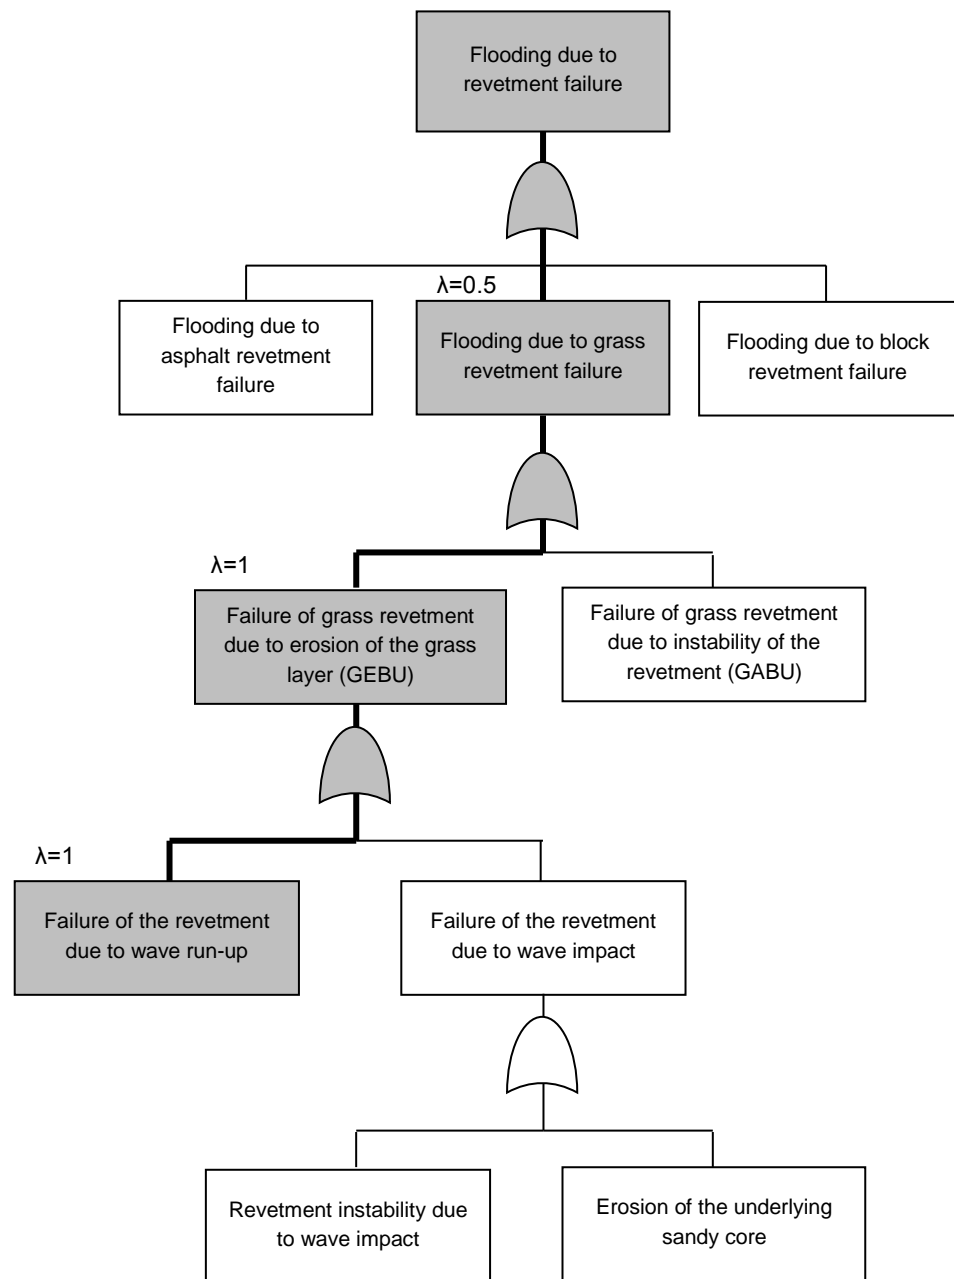 Flooding due to
revetment failure
λ=0.5
Flooding due to
asphalt revetment
failure
Flooding due to grass
revetment failure
Flooding due to block
revetment failure
λ=1
Failure of grass revetment
due to erosion of the grass
layer (GEBU)
Failure of grass revetment
due to instability of the
revetment (GABU)
λ=1
Failure of the revetment
due to wave run-up
Failure of the revetment
due to wave impact
Revetment instability due
to wave impact
Erosion of the underlying
sandy core